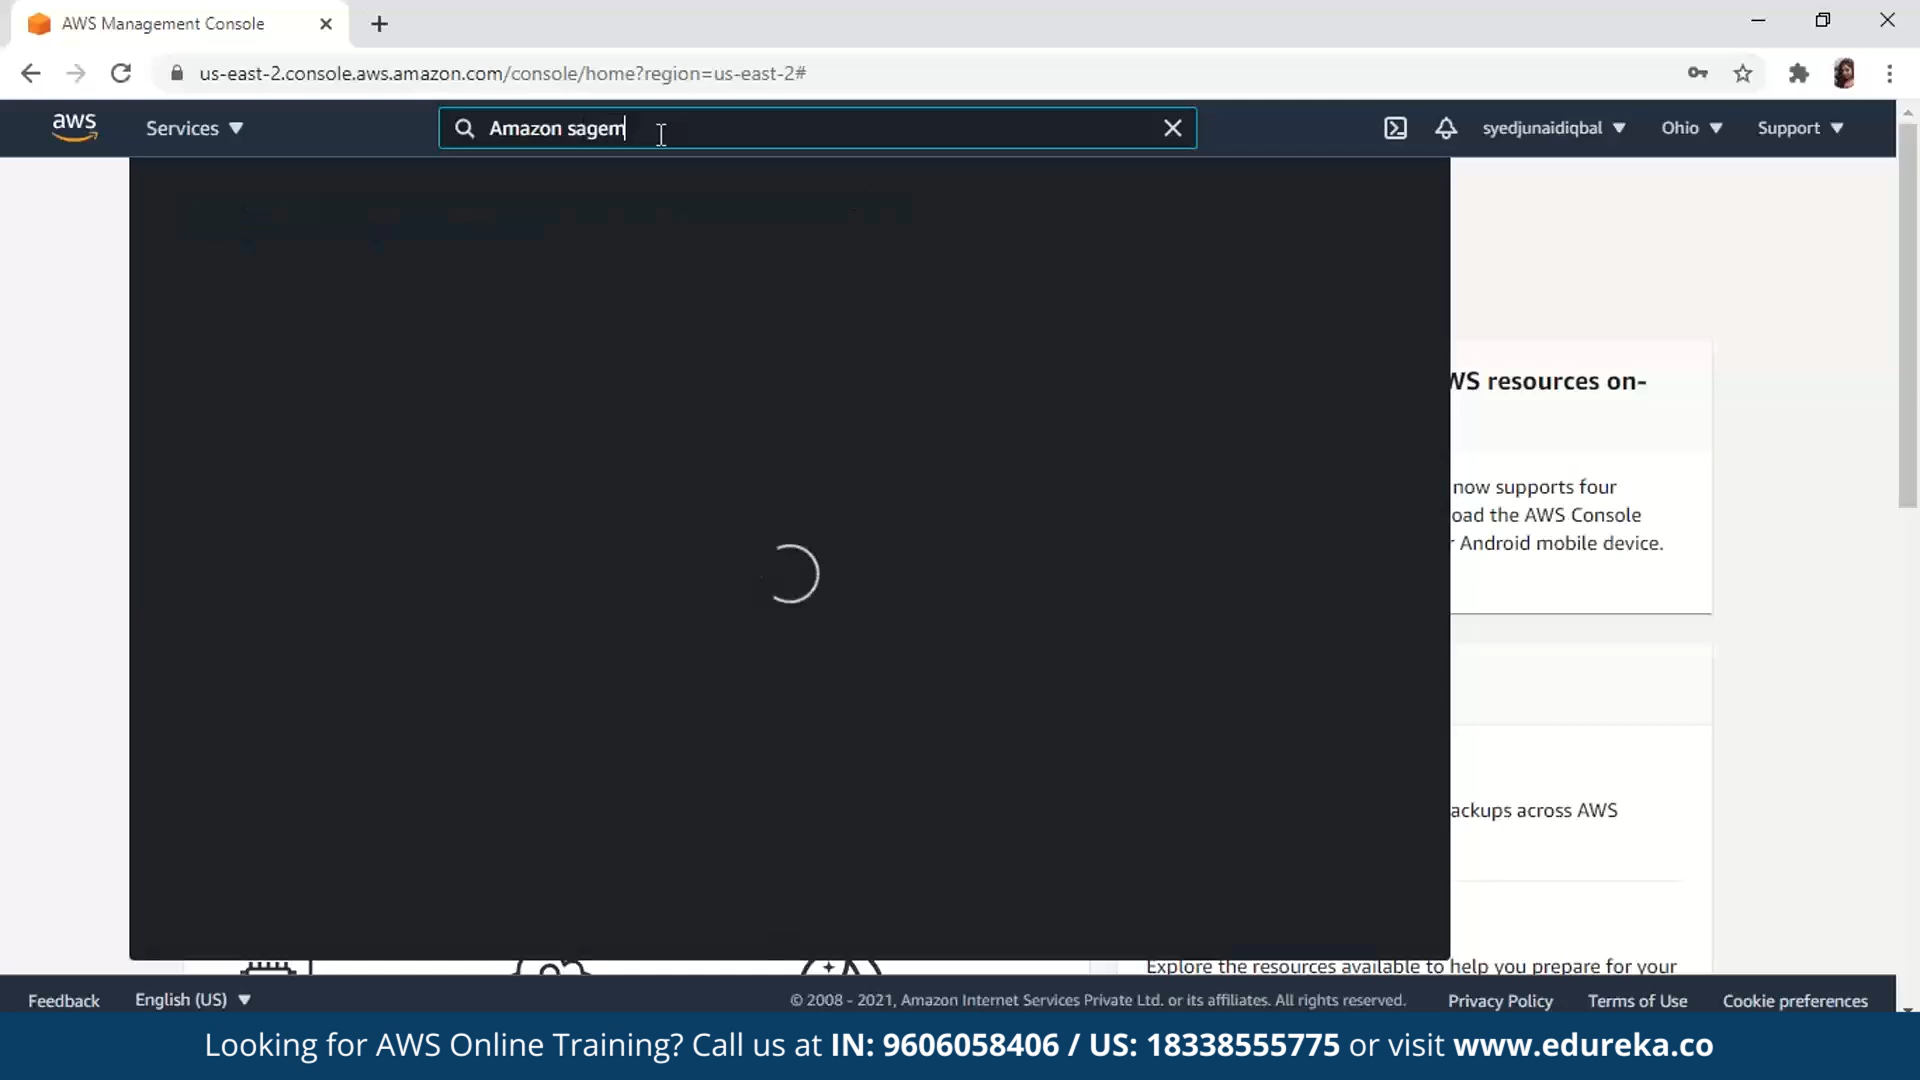 AWS Management Console
us-east-2.console.aws.amazon.com/console/home?region=us-east-2#
aws
Services
Amazon sagem
syedjunaidiqbal
Ohio
Support
WS resources on-
now supports four
oad the AWS Console
r Android mobile device.
ackups across AWS
Explore the resources available to help you prepare for your
Feedback
English (US)
© 2008 - 2021, Amazon Internet Services Private Ltd. or its affiliates. All rights reserved.
Privacy Policy
Terms of Use
Cookie preferences
Looking for AWS Online Training? Call us at IN: 9606058406 / US: 18338555775 or visit www.edureka.co